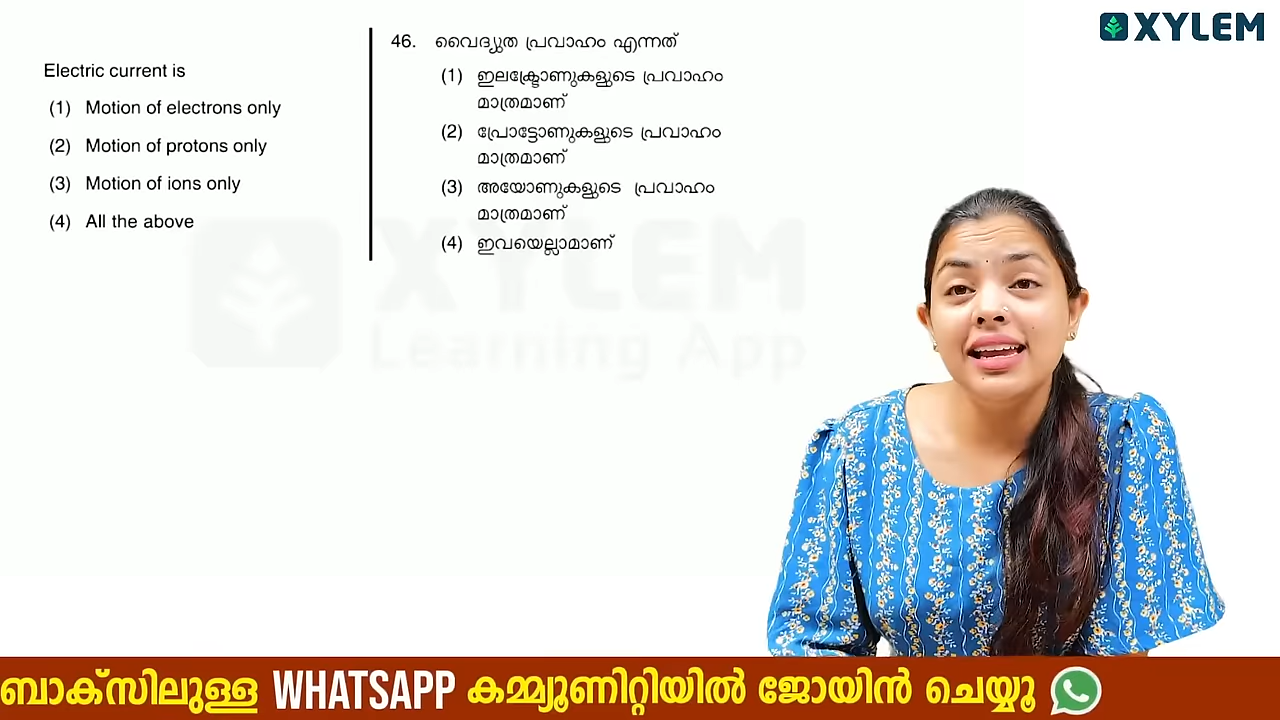 XYLEM
Electric current is
(1) Motion of electrons only
(2) Motion of protons only
(3) Motion of ions only
(4) All the above
46. വൈദ്യുത പ്രവാഹം എന്നത്
(1) ഇലക്ട്രോണുകളുടെ പ്രവാഹം
മാത്രമാണ്
(2) പ്രോട്ടോണുകളുടെ പ്രവാഹം
മാത്രമാണ്
(3) അയോണുകളുടെ പ്രവാഹം
മാത്രമാണ്
(4) ഇവയെല്ലാമാണ്
XYLEM
Learning App
ബാക്സിലുള്ള WHATSAPP കമ്മ്യൂണിറ്റിയിൽ ജോയിൻ ചെയ്യൂ